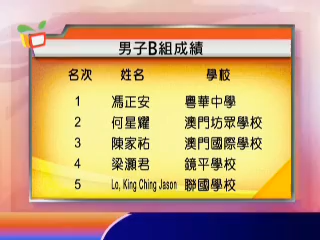 男子B組成績
名次 姓名 學校
1 馮正安 粵華中學
2 何星耀 澳門坊眾學校
3 陳家祐 澳門國際學校
4 梁灝君 鏡平學校
5 Lo, King Ching Jason 聯國學校